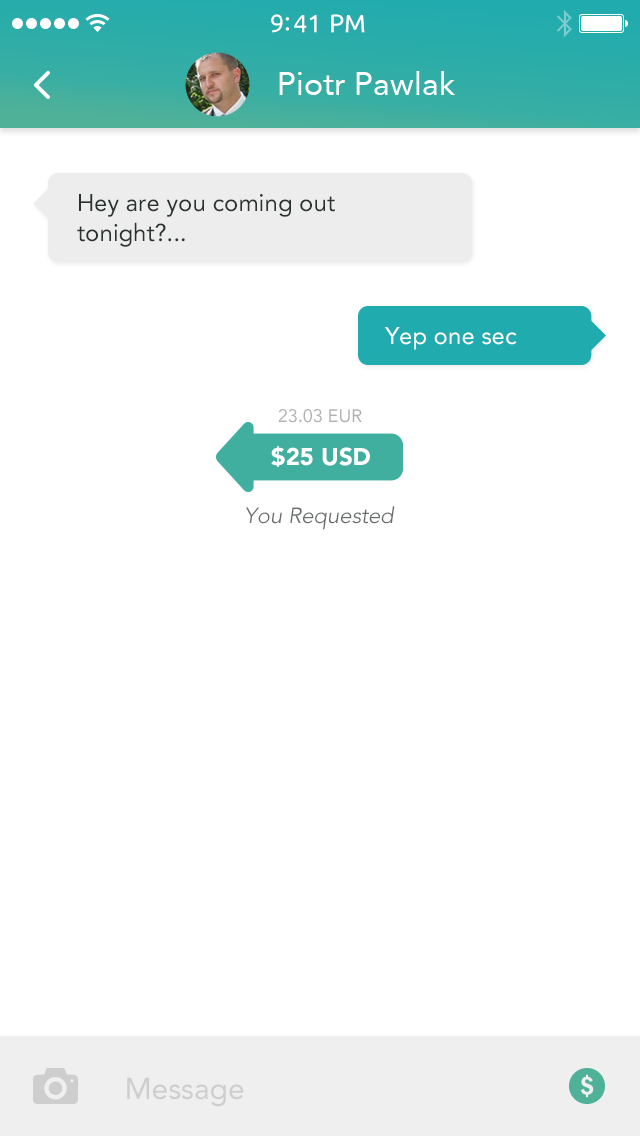 9:41 PM
Piotr Pawlak
Hey are you coming out
tonight?...
Yep one sec
23.03 EUR
$25 USD
You Requested
Message
$